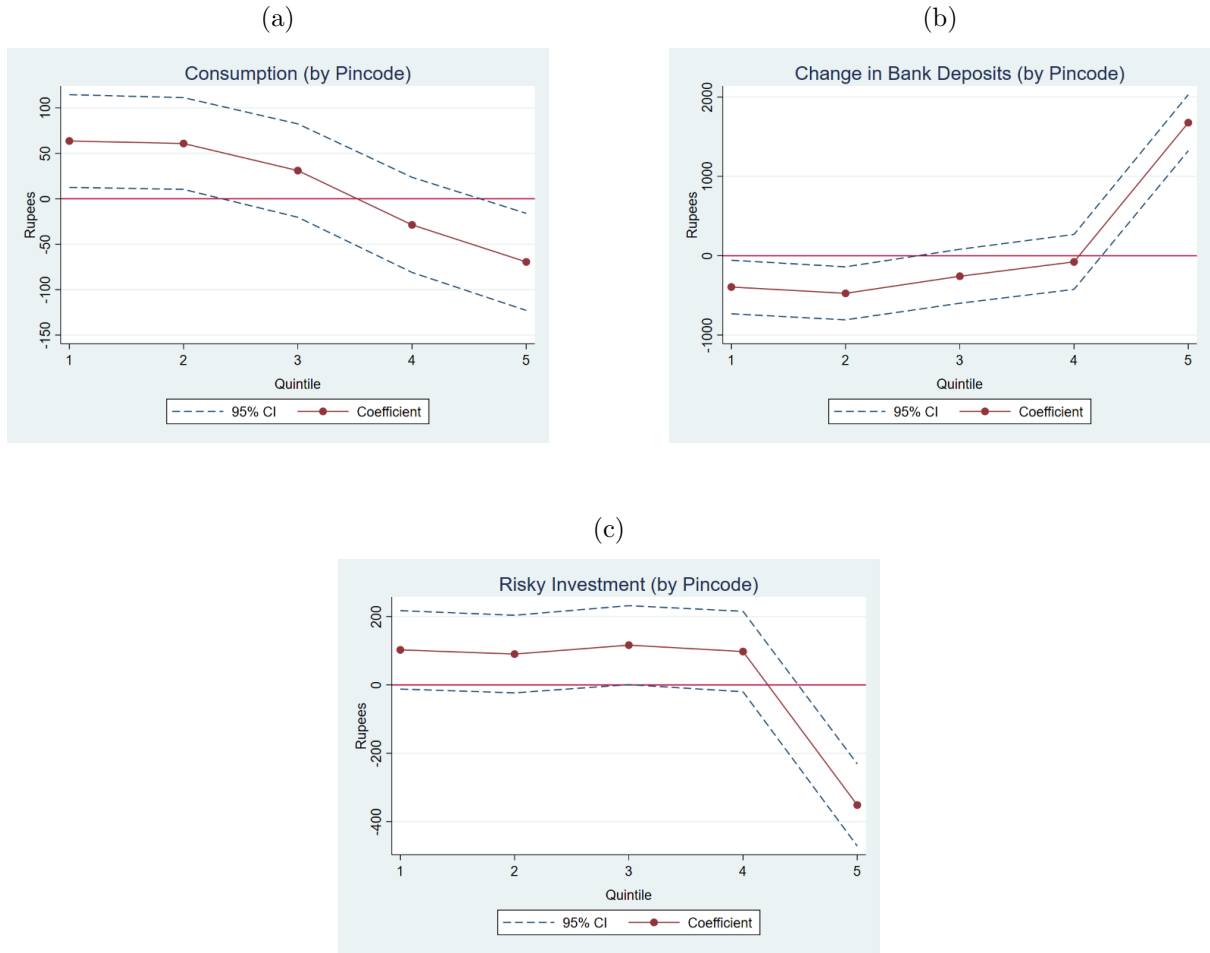 (a)
Consumption (by Pincode)
Rupees
100
50
0
-50
-100
-150
1 2 3 4 5
Quintile
95% CI Coefficient
(b)
Change in Bank Deposits (by Pincode)
Rupees
2000
1000
0
-1000
1 2 3 4 5
Quintile
95% CI Coefficient
(c)
Risky Investment (by Pincode)
Rupees
200
0
-200
-400
1 2 3 4 5
Quintile
95% CI Coefficient